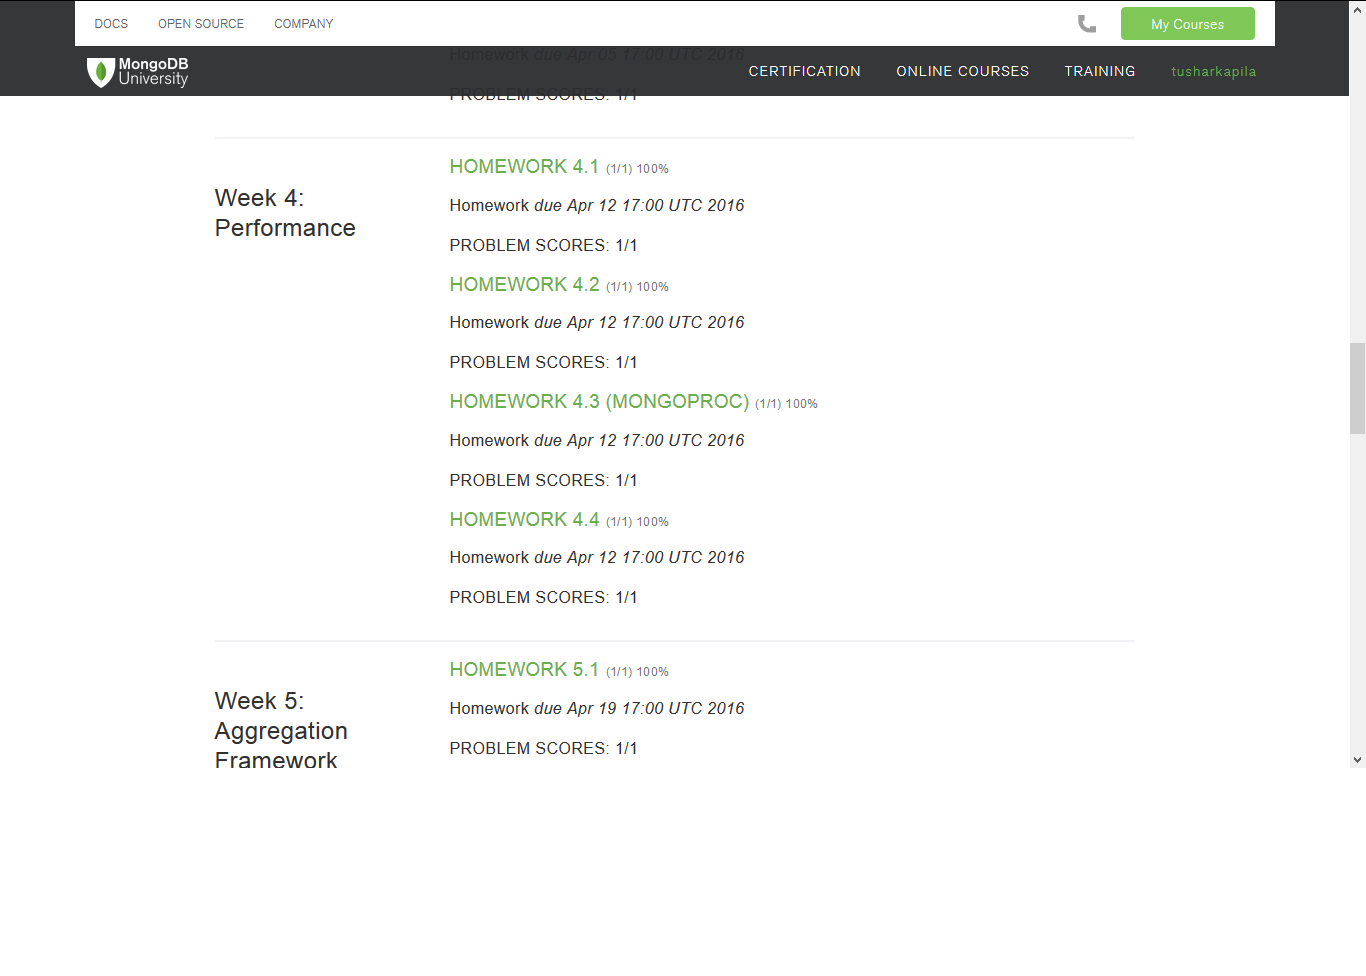 DOCS OPEN SOURCE COMPANY My Courses
Homework due Apr 05 17:00 UTC 2016
MongoDB
University
CERTIFICATION ONLINE COURSES TRAINING tusharkapila
PROBLEM SCORES: 1/1
HOMEWORK 4.1 (1/1) 100%
Week 4:
Performance
Homework due Apr 12 17:00 UTC 2016
PROBLEM SCORES: 1/1
HOMEWORK 4.2 (1/1) 100%
Homework due Apr 12 17:00 UTC 2016
PROBLEM SCORES: 1/1
HOMEWORK 4.3 (MONGOPROC) (1/1) 100%
Homework due Apr 12 17:00 UTC 2016
PROBLEM SCORES: 1/1
HOMEWORK 4.4 (1/1) 100%
Homework due Apr 12 17:00 UTC 2016
PROBLEM SCORES: 1/1
HOMEWORK 5.1 (1/1) 100%
Week 5:
Aggregation
Framework
Homework due Apr 19 17:00 UTC 2016
PROBLEM SCORES: 1/1